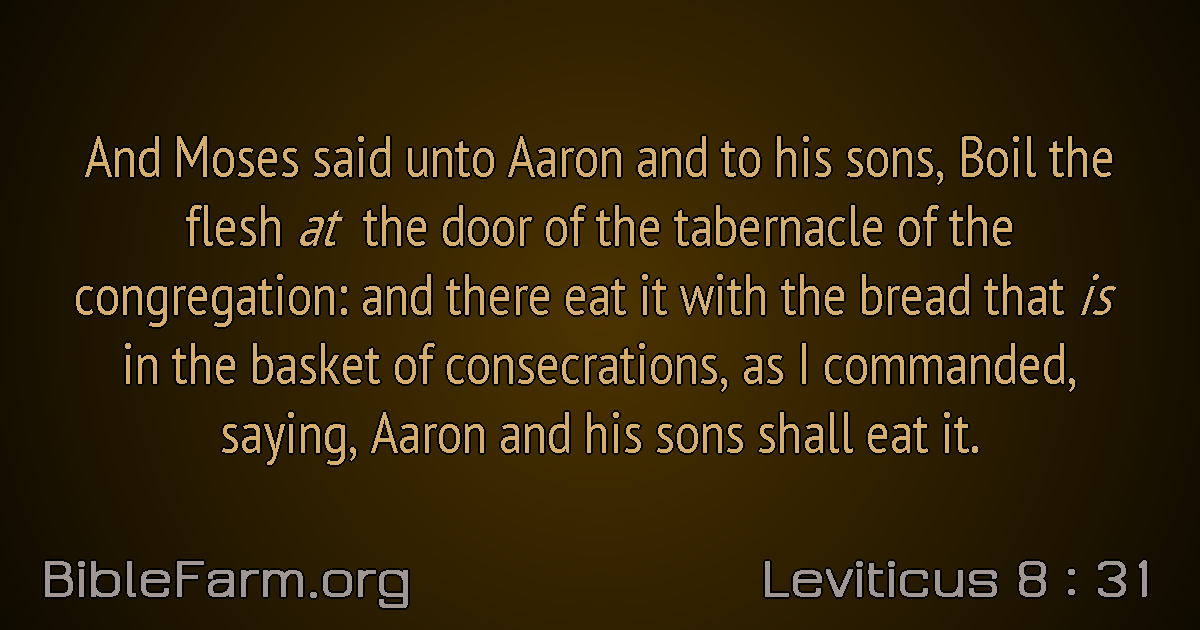 And Moses said unto Aaron and to his sons, Boil the
flesh at the door of the tabernacle of the
congregation: and there eat it with the bread that is
in the basket of consecrations, as I commanded,
saying, Aaron and his sons shall eat it.
BibleFarm.org
Leviticus 8 : 31